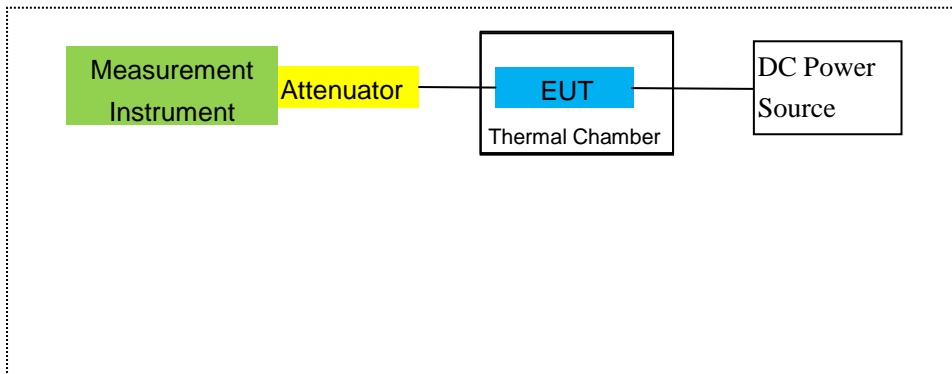 Measurement
Instrument
Attenuator
EUT
Thermal Chamber
DC Power
Source